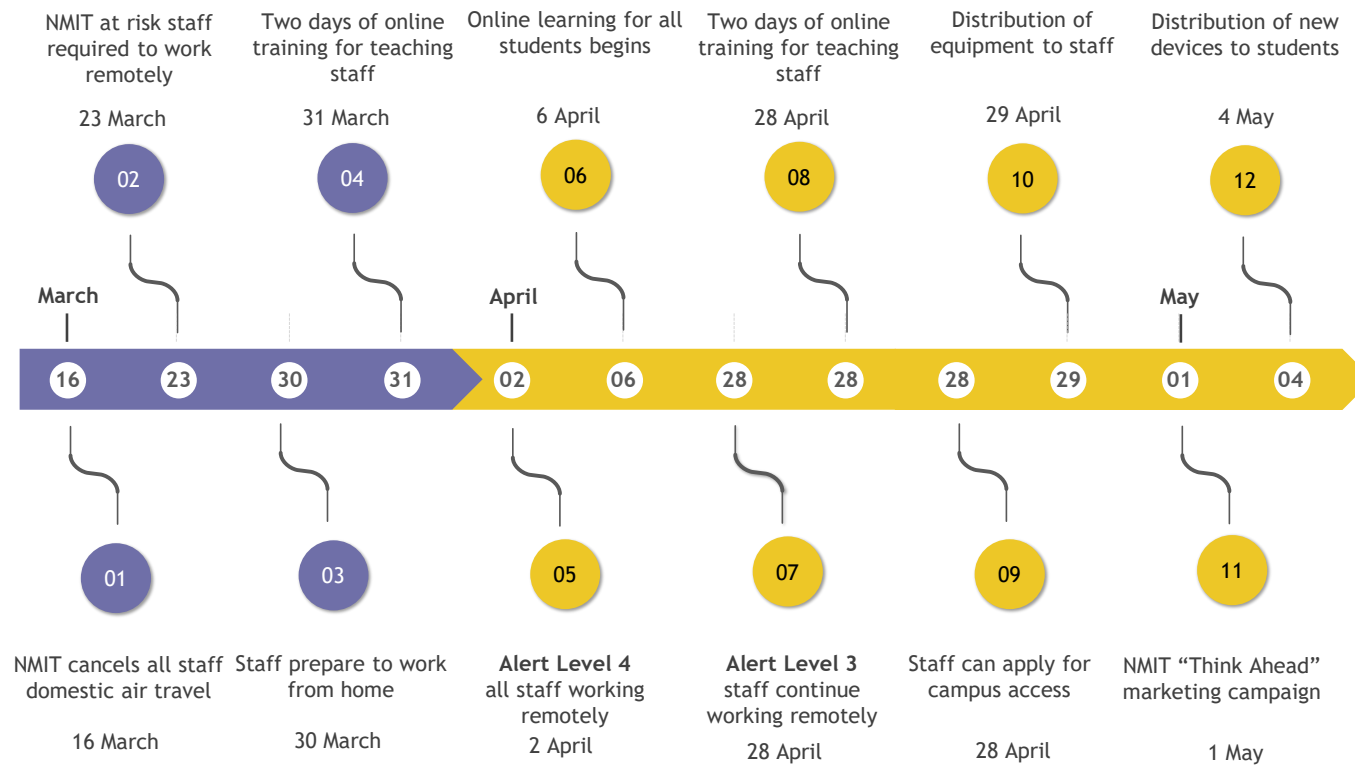 NMIT at risk staff
required to work
remotely
23 March
02
Two days of online
training for teaching
staff
31 March
04
Online learning for all
students begins
6 April
06
Two days of online
training for teaching
staff
28 April
08
Distribution of
equipment to staff
29 April
10
Distribution of new
devices to students
4 May
12
March
April
May
16
23
30
31
02
06
28
28
28
29
01
04
01
NMIT cancels all staff
domestic air travel
16 March
03
Staff prepare to work
from home
30 March
05
Alert Level 4
all staff working
remotely
2 April
07
Alert Level 3
staff continue
working remotely
28 April
09
Staff can apply for
campus access
28 April
11
NMIT “Think Ahead”
marketing campaign
1 May